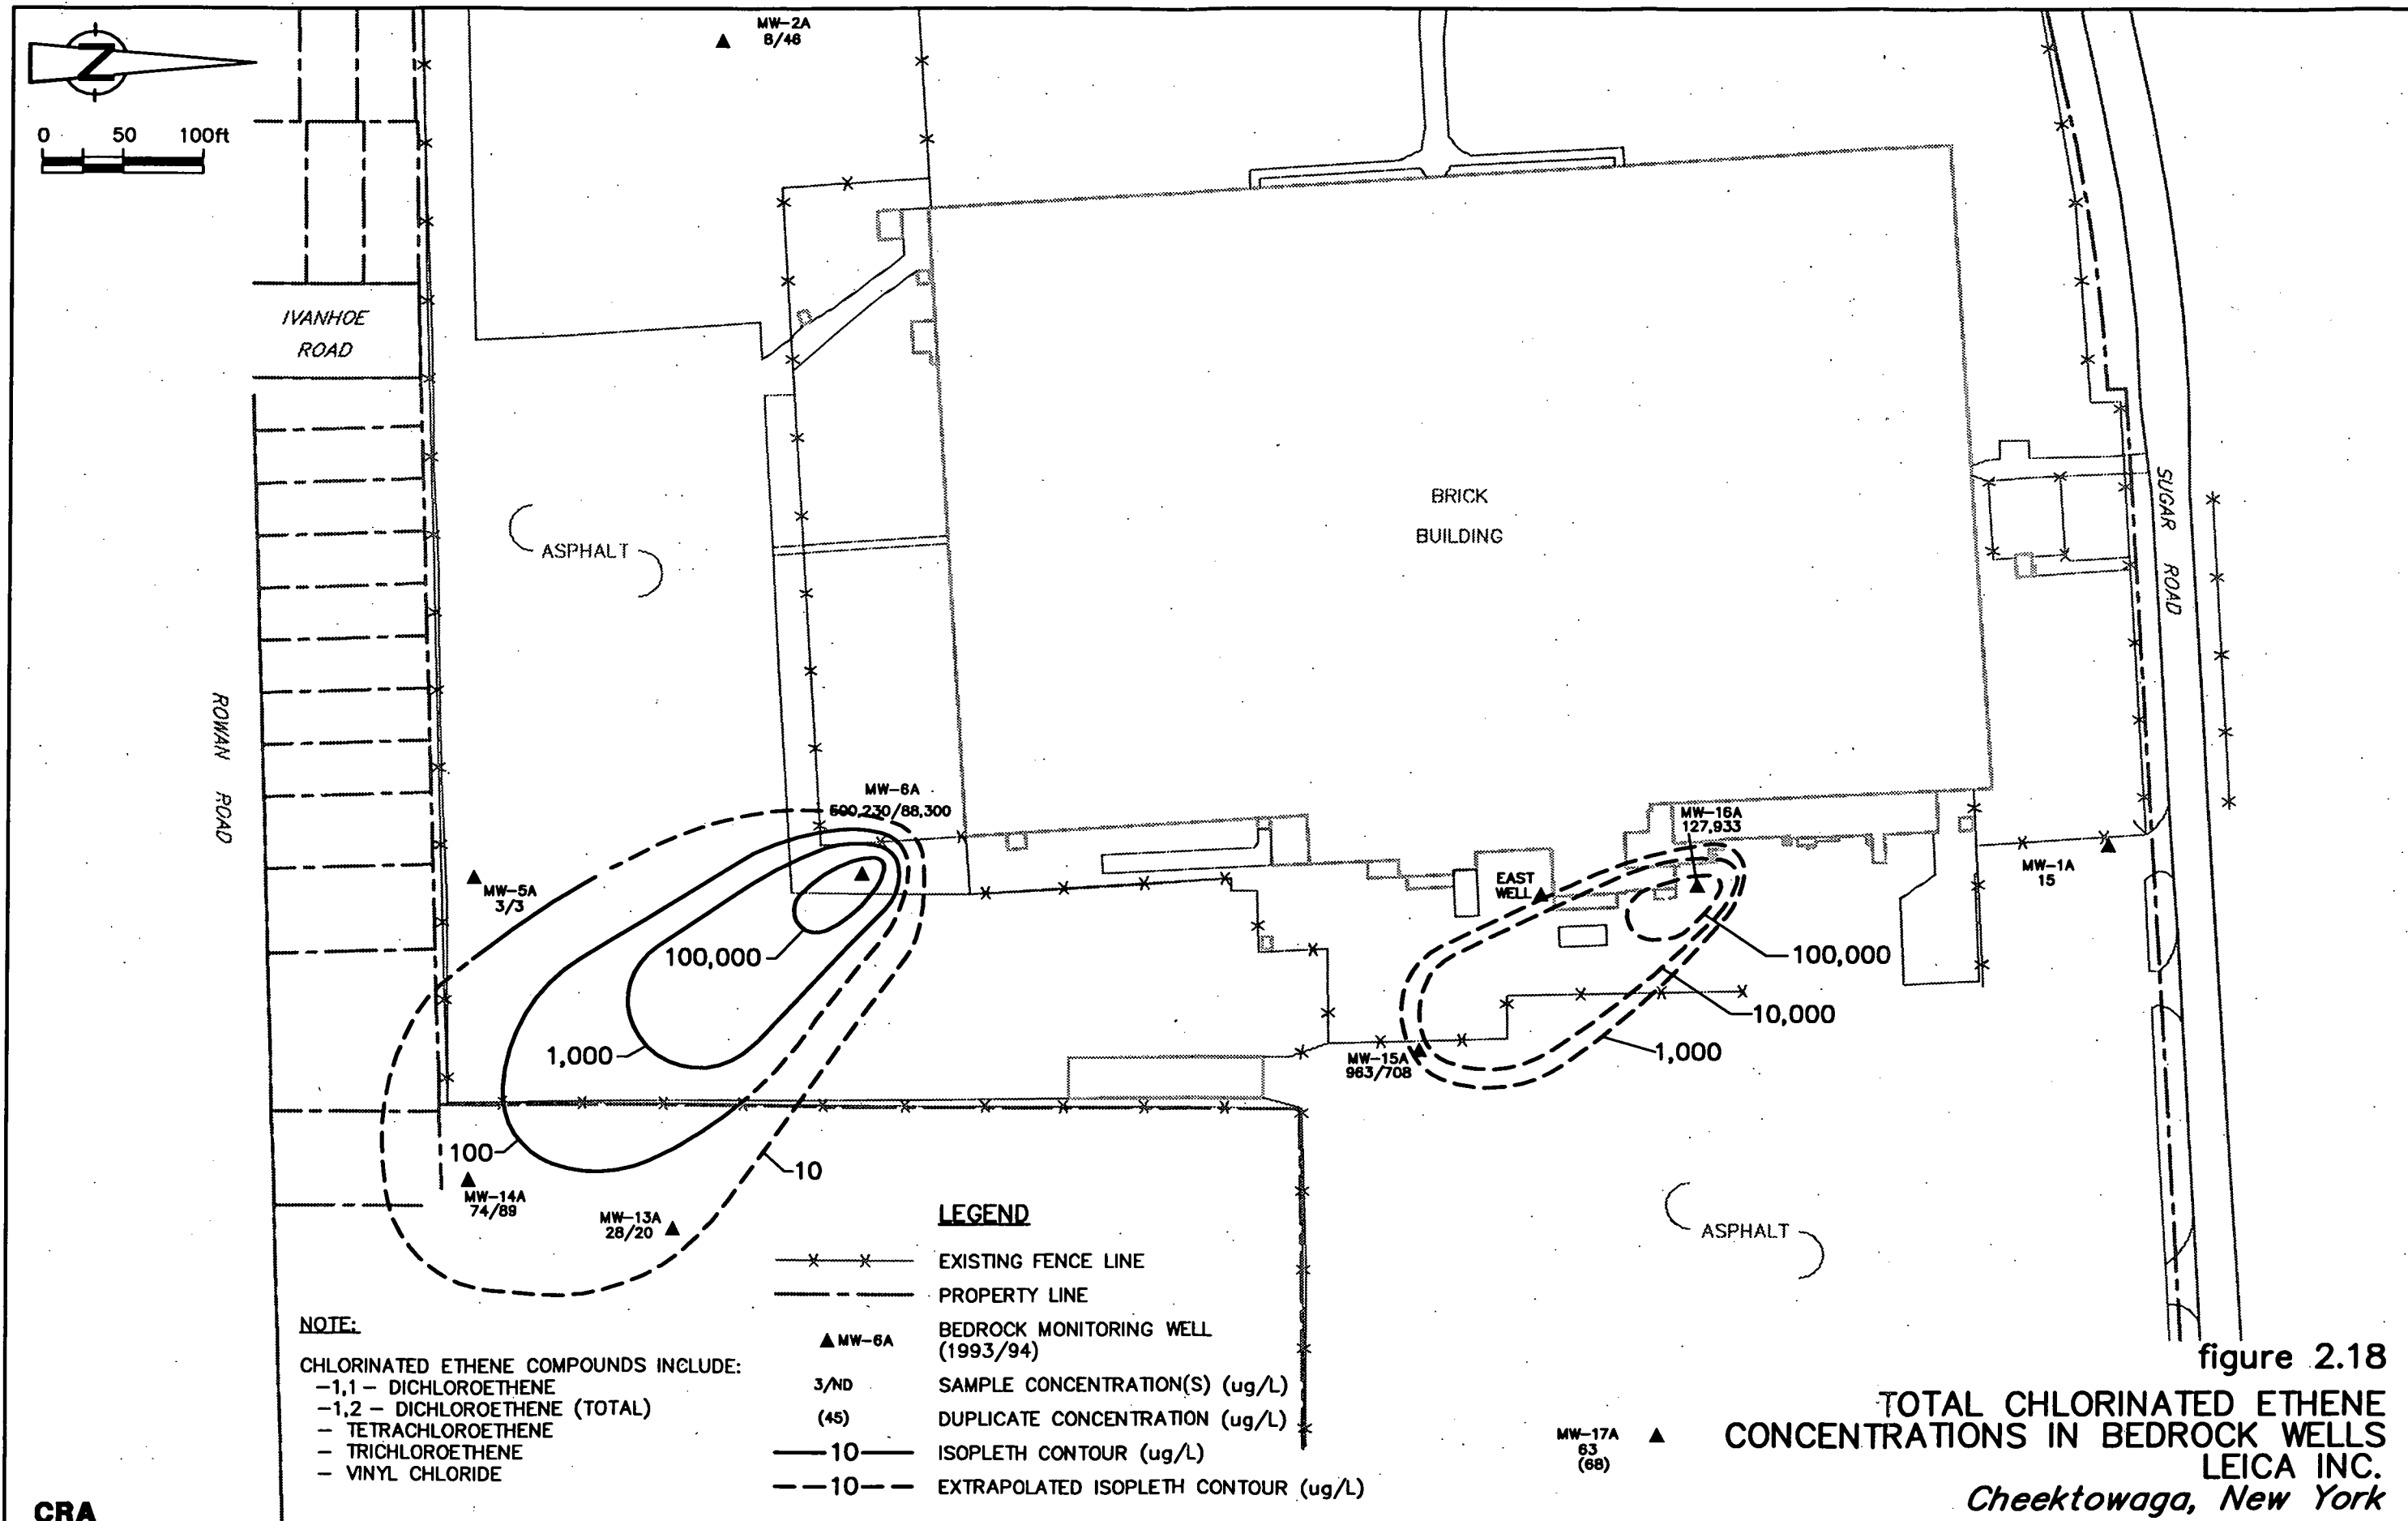 MW-2A
8/46
N
0 50 100ft
IVANHOE
ROAD
BRICK
BUILDING
ASPHALT
SUGAR ROAD
ROWAN ROAD
MW-6A
500,230/88,300
MW-16A
127,933
MW-5A
3/3
EAST
WELL
MW-1A
15
100,000
100,000
10,000
1,000
1,000
MW-15A
963/708
100
10
MW-14A
74/89
MW-13A
28/20
ASPHALT
LEGEND
EXISTING FENCE LINE
PROPERTY LINE
MW-6A BEDROCK MONITORING WELL
(1993/94)
3/ND SAMPLE CONCENTRATION(S) (ug/L)
(45) DUPLICATE CONCENTRATION (ug/L)
10 ISOPLETH CONTOUR (ug/L)
10 EXTRAPOLATED ISOPLETH CONTOUR (ug/L)
NOTE:
CHLORINATED ETHENE COMPOUNDS INCLUDE:
-1,1 - DICHLOROETHENE
-1,2 - DICHLOROETHENE (TOTAL)
- TETRACHLOROETHENE
- TRICHLOROETHENE
- VINYL CHLORIDE
MW-17A
63
(68)
figure 2.18
TOTAL CHLORINATED ETHENE
CONCENTRATIONS IN BEDROCK WELLS
LEICA INC.
Cheektowaga, New York
CRA